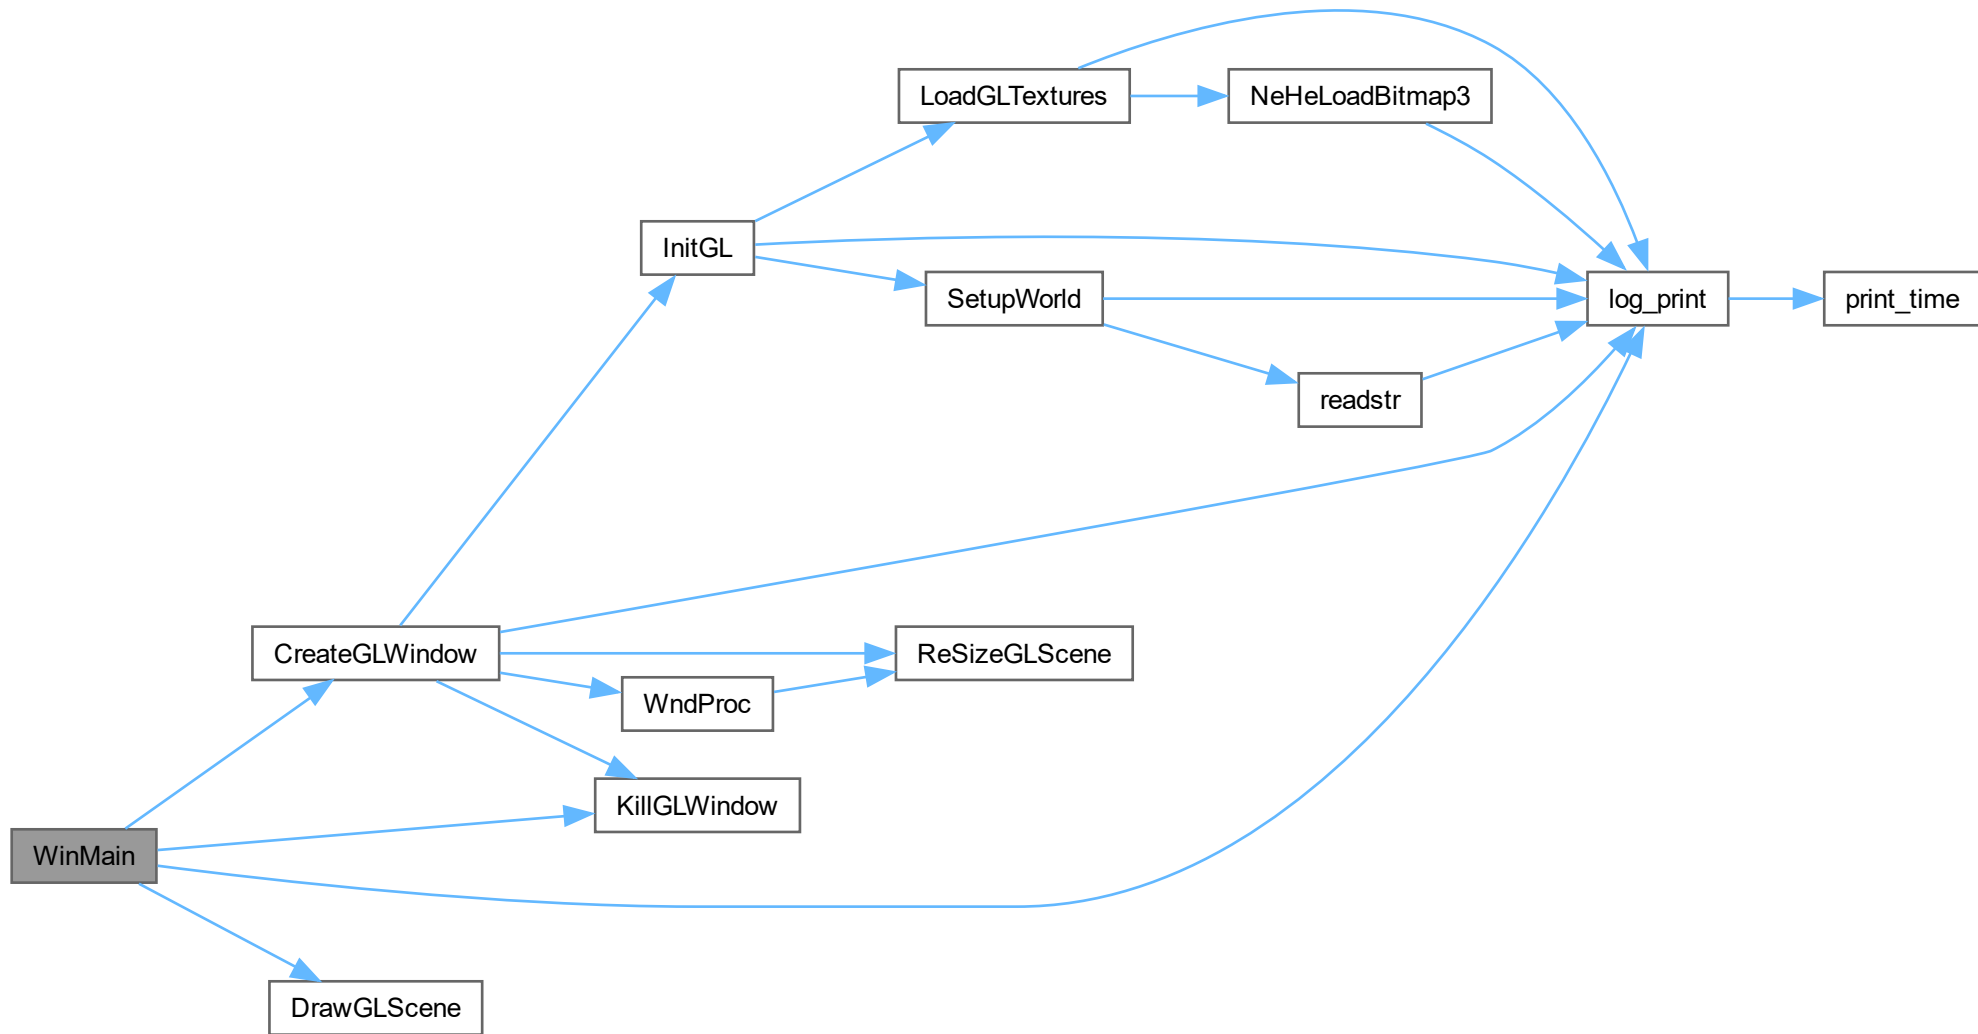 LoadGLTextures
NeHeLoadBitmap3
InitGL
SetupWorld
log_print
print_time
readstr
CreateGLWindow
ReSizeGLScene
WndProc
KillGLWindow
WinMain
DrawGLScene